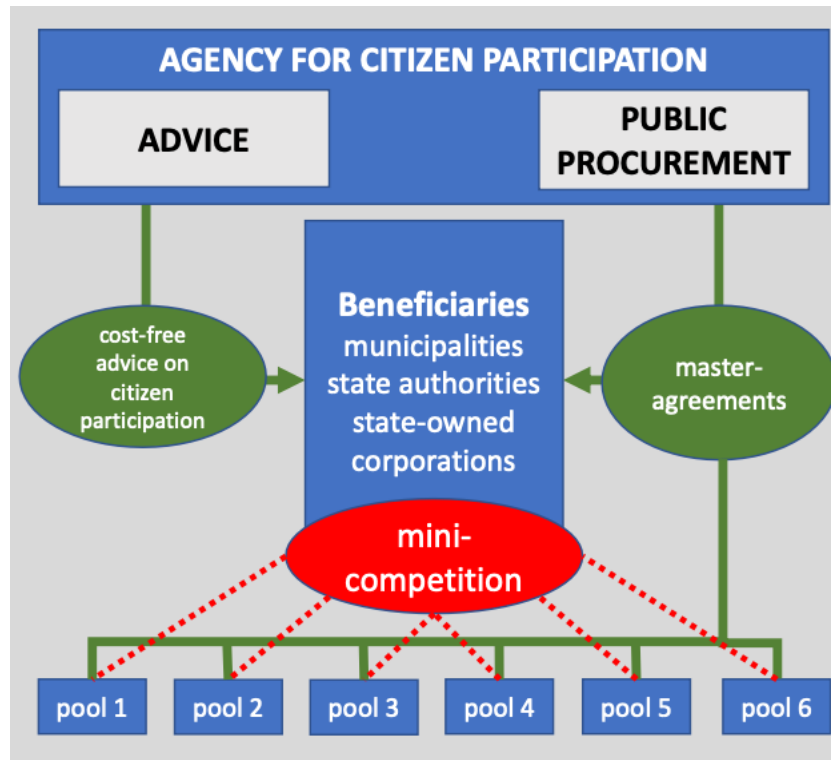 AGENCY FOR CITIZEN PARTICIPATION
ADVICE
PUBLIC
PROCUREMENT
Beneficiaries
municipalities
state authorities
state-owned
corporations
cost-free
advice on
citizen
participation
master-
agreements
mini-
competition
pool 1
pool 2
pool 3
pool 4
pool 5
pool 6